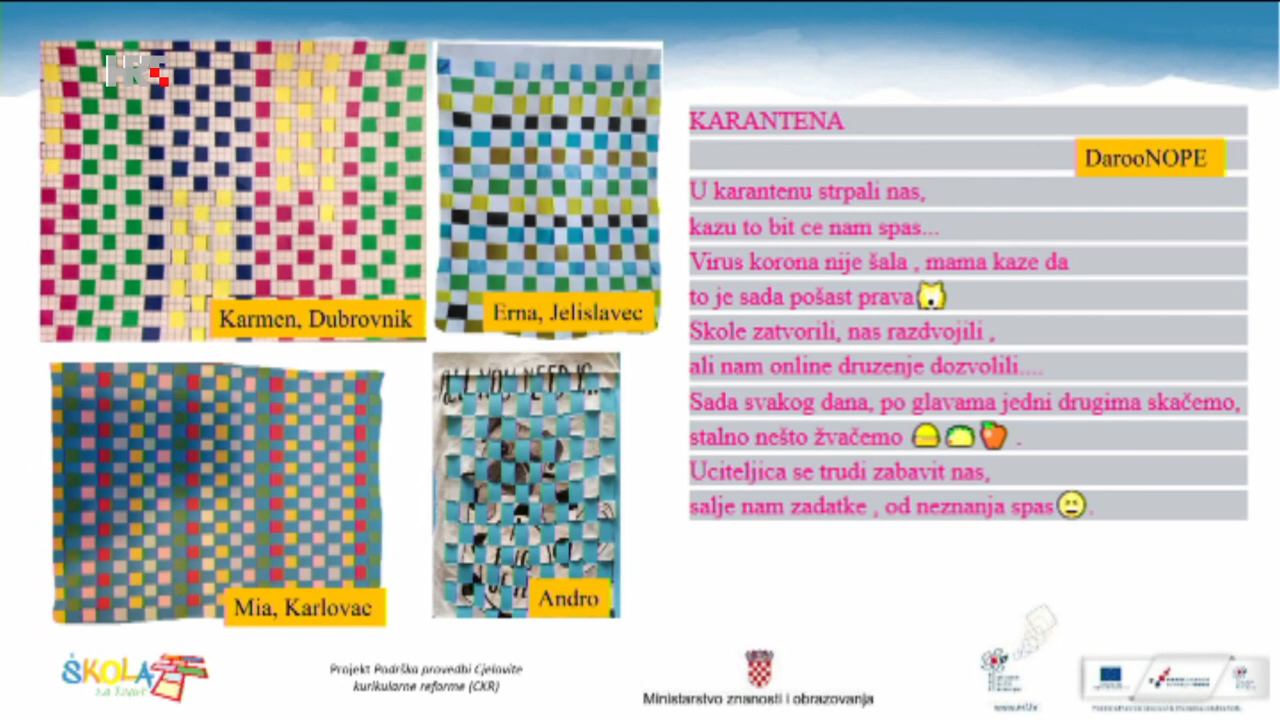 HRT
Karmen, Dubrovnik
Erna, Jelislavec
ALL YOU NEED IS...
Mia, Karlovac
Andro
KARANTENA
DarooNOPE
U karantenu strpali nas,
kazu to bit ce nam spas...
Virus korona nije šala , mama kaze da
to je sada pošast prava
Skole zatvorili, nas razdvojili ,
ali nam online druzenje dozvolili....
Sada svakog dana, po glavama jedni drugima skačemo,
stalno nešto žvačemo .
Uciteljica se trudi zabavit nas,
salje nam zadatke , od neznanja spas .
ŠKOLA
za život
Projekt Podrška provedbi Cjelovite
kurikularne reforme (CKR)
Ministarstvo znanosti i obrazovanja